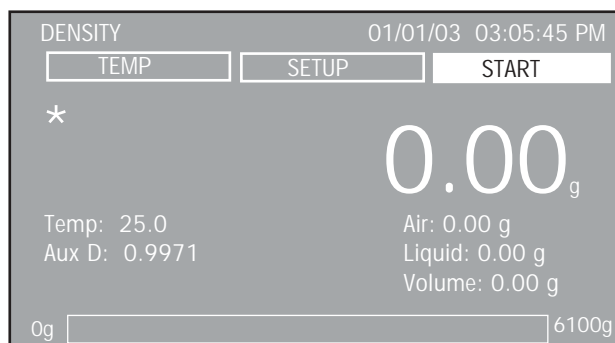 DENSITY 01/01/03 03:05:45 PM
TEMP SETUP START
*
0.00g
Temp: 25.0 Air: 0.00 g
Aux D: 0.9971 Liquid: 0.00 g
Volume: 0.00 g
0g 6100g